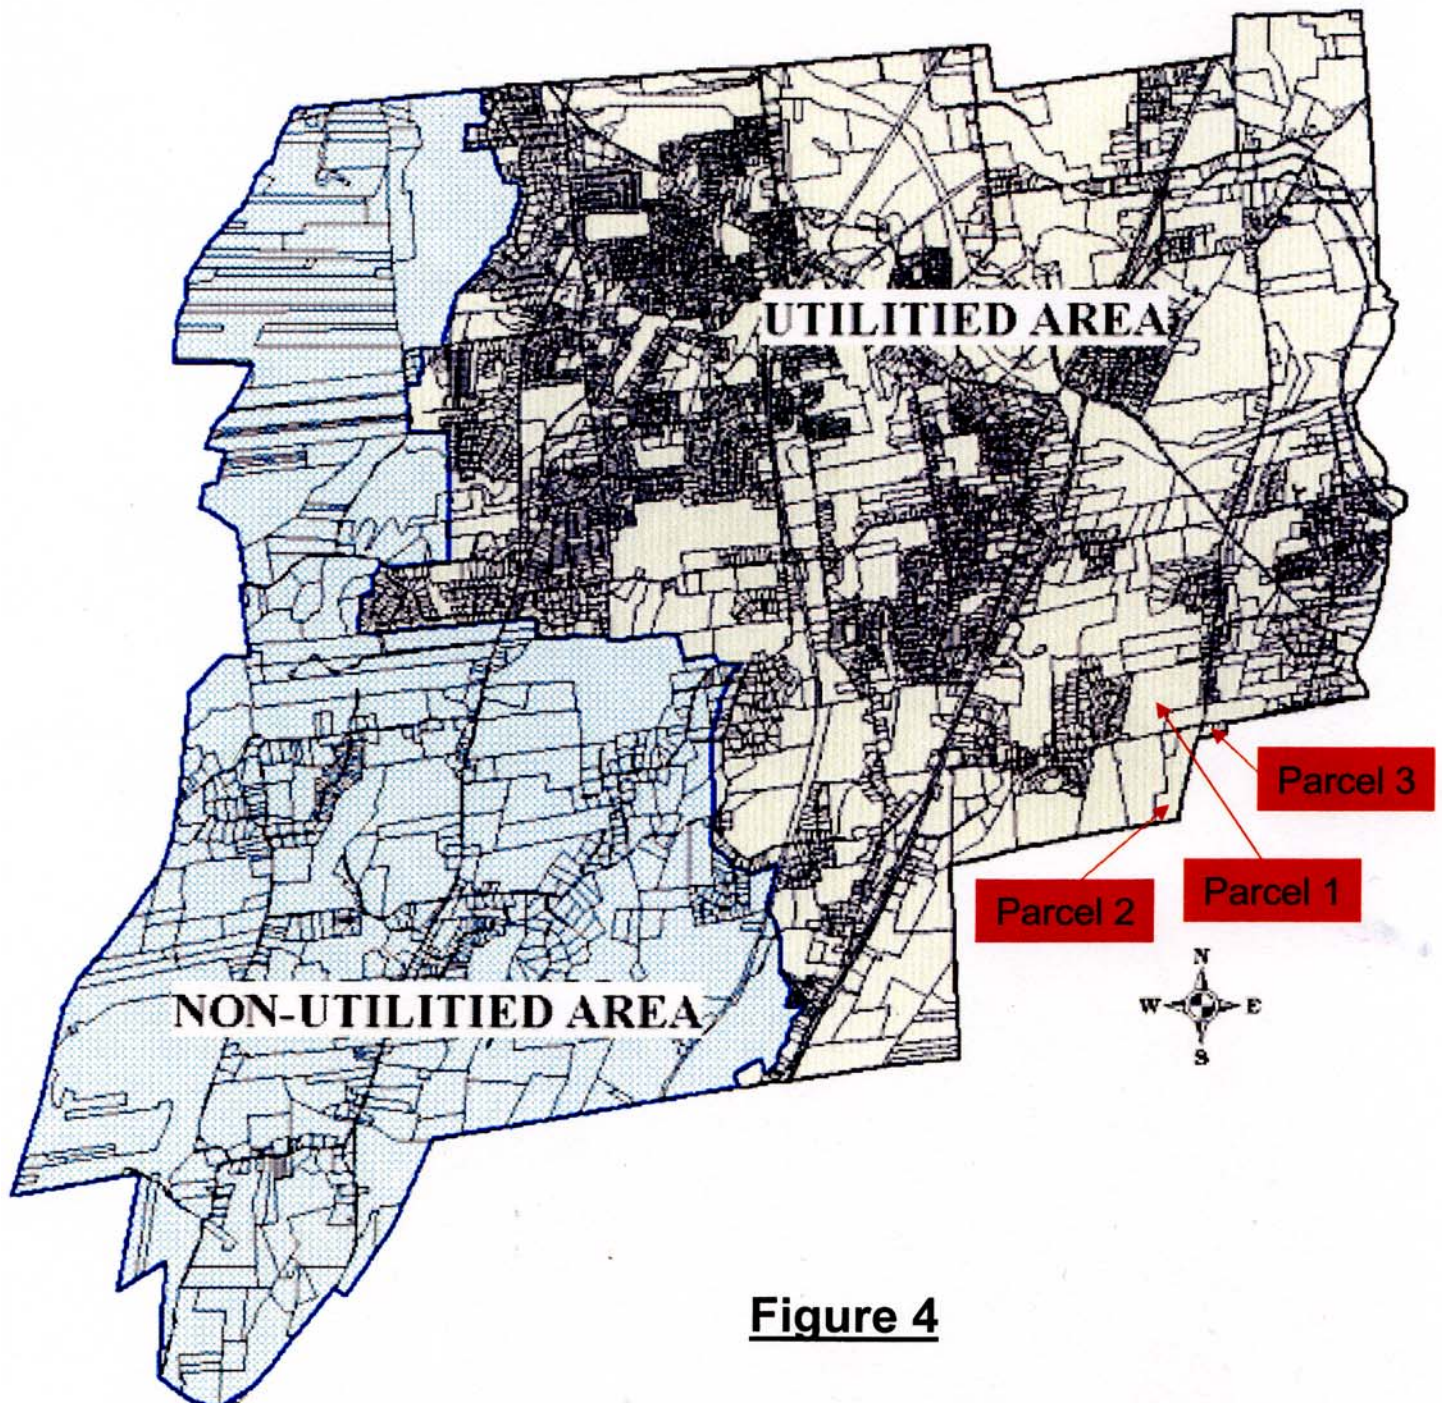 UTILITIED AREA
Parcel 3
Parcel 1
Parcel 2
N
W E
S
NON-UTILITIED AREA
Figure 4